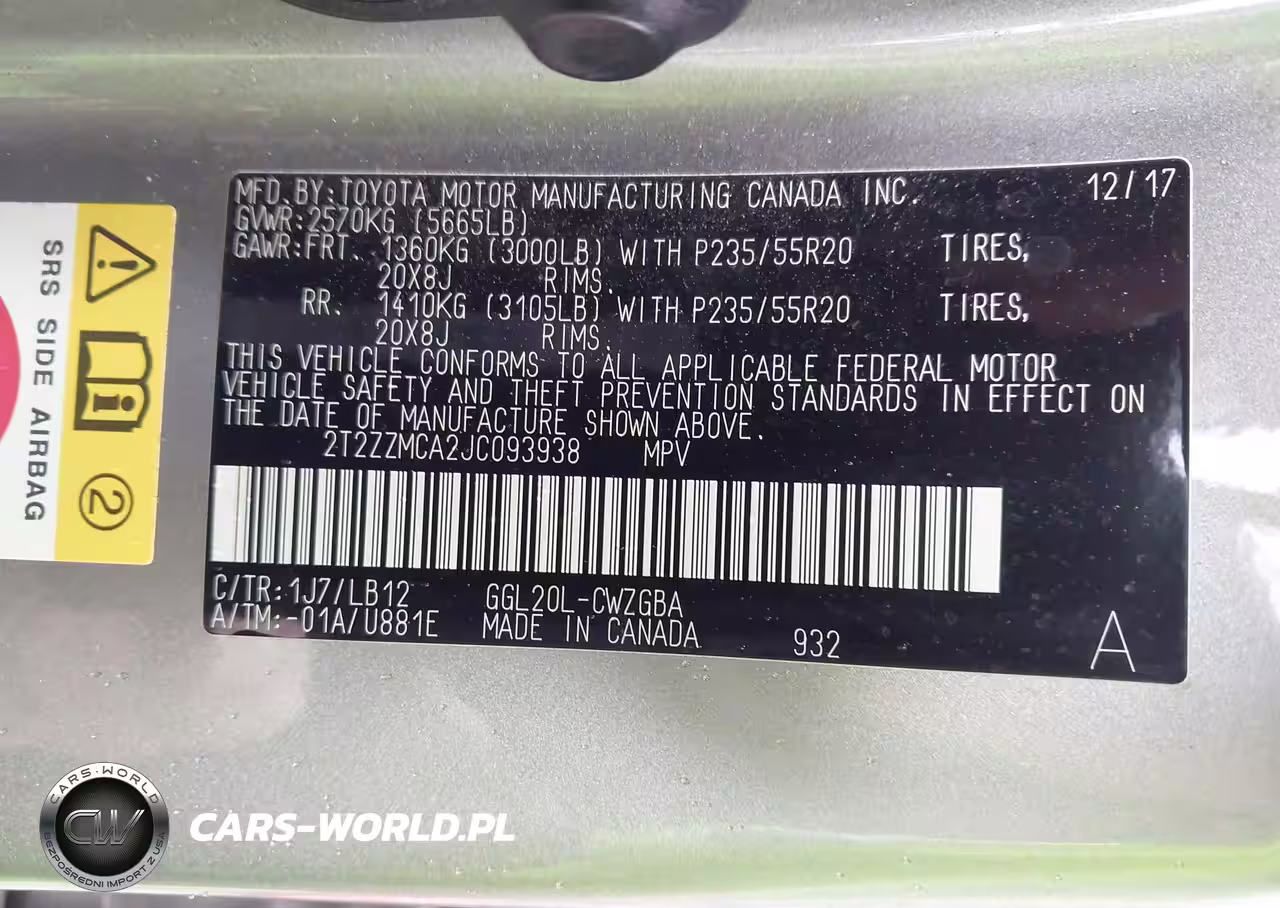 MFD.BY:TOYOTA MOTOR MANUFACTURING CANADA INC. 12/17
GVWR:2570KG (5665LB)
GAWR:FRT. 1360KG (3000LB) WITH P235/55R20 TIRES,
20X8J RIMS.
RR. 1410KG (3105LB) WITH P235/55R20 TIRES,
20X8J RIMS.
THIS VEHICLE CONFORMS TO ALL APPLICABLE FEDERAL MOTOR
VEHICLE SAFETY AND THEFT PREVENTION STANDARDS IN EFFECT ON
THE DATE OF MANUFACTURE SHOWN ABOVE.
2T2ZZMCA2JC093938 MPV
C/TR:1J7/LB12 GGL20L-CWZGBA
A/TM:-01A/U881E MADE IN CANADA 932 A
SRS SIDE AIRBAG
2
CARS-WORLD
CW
BEZPOŚREDNI IMPORT Z USA
CARS-WORLD.PL